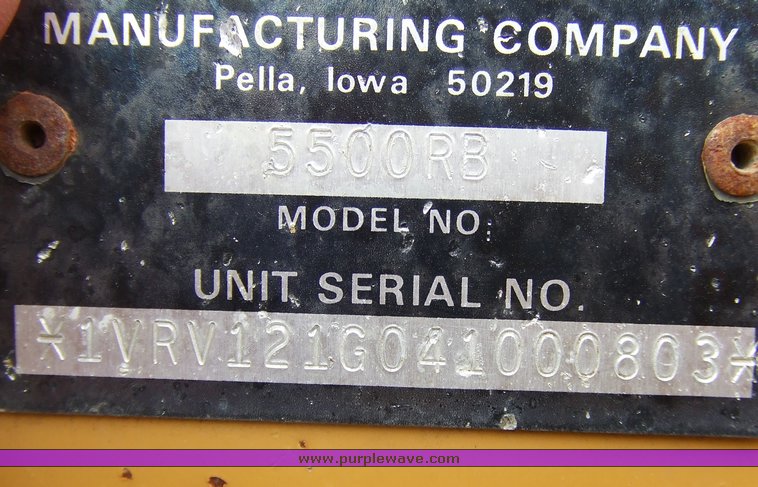 MANUFACTURING COMPANY
Pella, Iowa 50219
5500RB
MODEL NO.
UNIT SERIAL NO.
*1VRV121G041000803*
www.purplewave.com